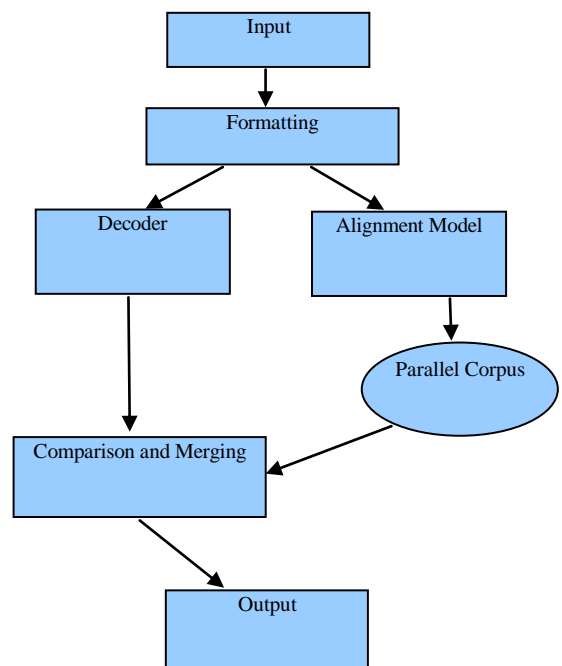 Input
Formatting
Decoder
Alignment Model
Parallel Corpus
Comparison and Merging
Output